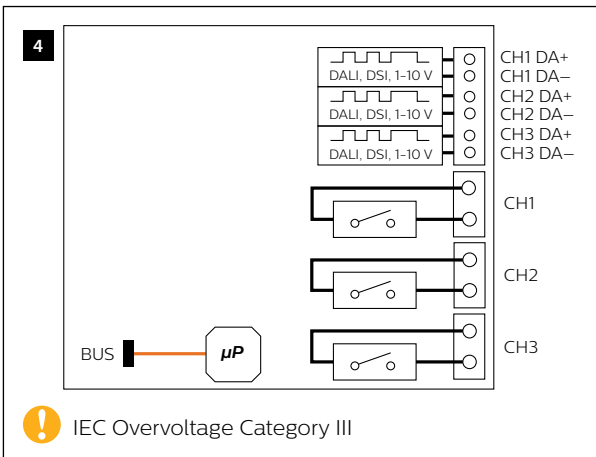 4
CH1 DA+
DALI, DSI, 1-10 V
CH1 DA−
CH2 DA+
DALI, DSI, 1-10 V
CH2 DA−
CH3 DA+
DALI, DSI, 1-10 V
CH3 DA−
CH1
CH2
CH3
BUS
µP
! IEC Overvoltage Category III